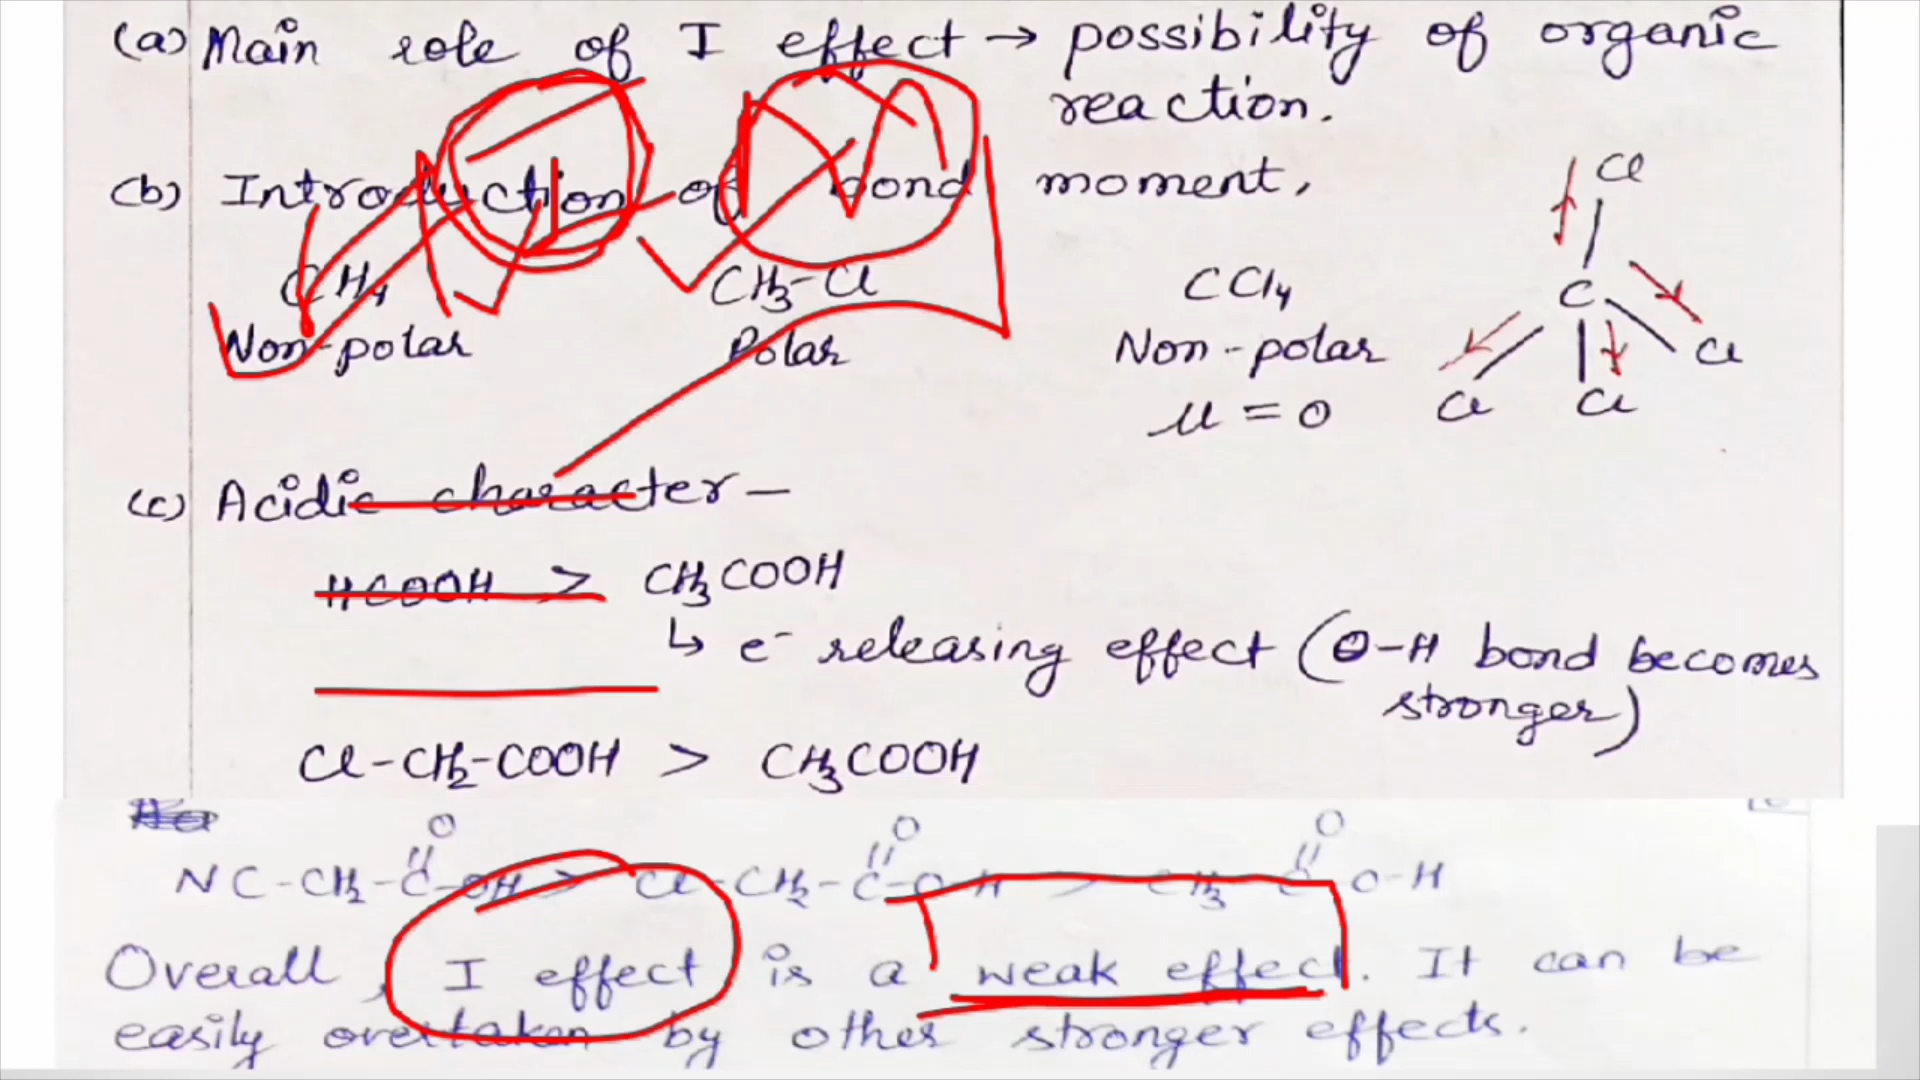 (a) Main role of I effect → possibility of organic
reaction.
(b) Introduction of bond moment,
CH₄ CH₃-Cl CCl₄
Non-polar Polar Non-polar
μ = 0
Cl
C
Cl Cl Cl
(c) Acidic character –
HCOOH > CH₃COOH
↳ e⁻ releasing effect (O-H bond becomes
stronger)
Cl-CH₂-COOH > CH₃COOH
O O O
NC-CH₂-C-OH > Cl-CH₂-C-O-H > CH₃ C O-H
Overall, I effect is a weak effect. It can be
easily overtaken by other stronger effects.